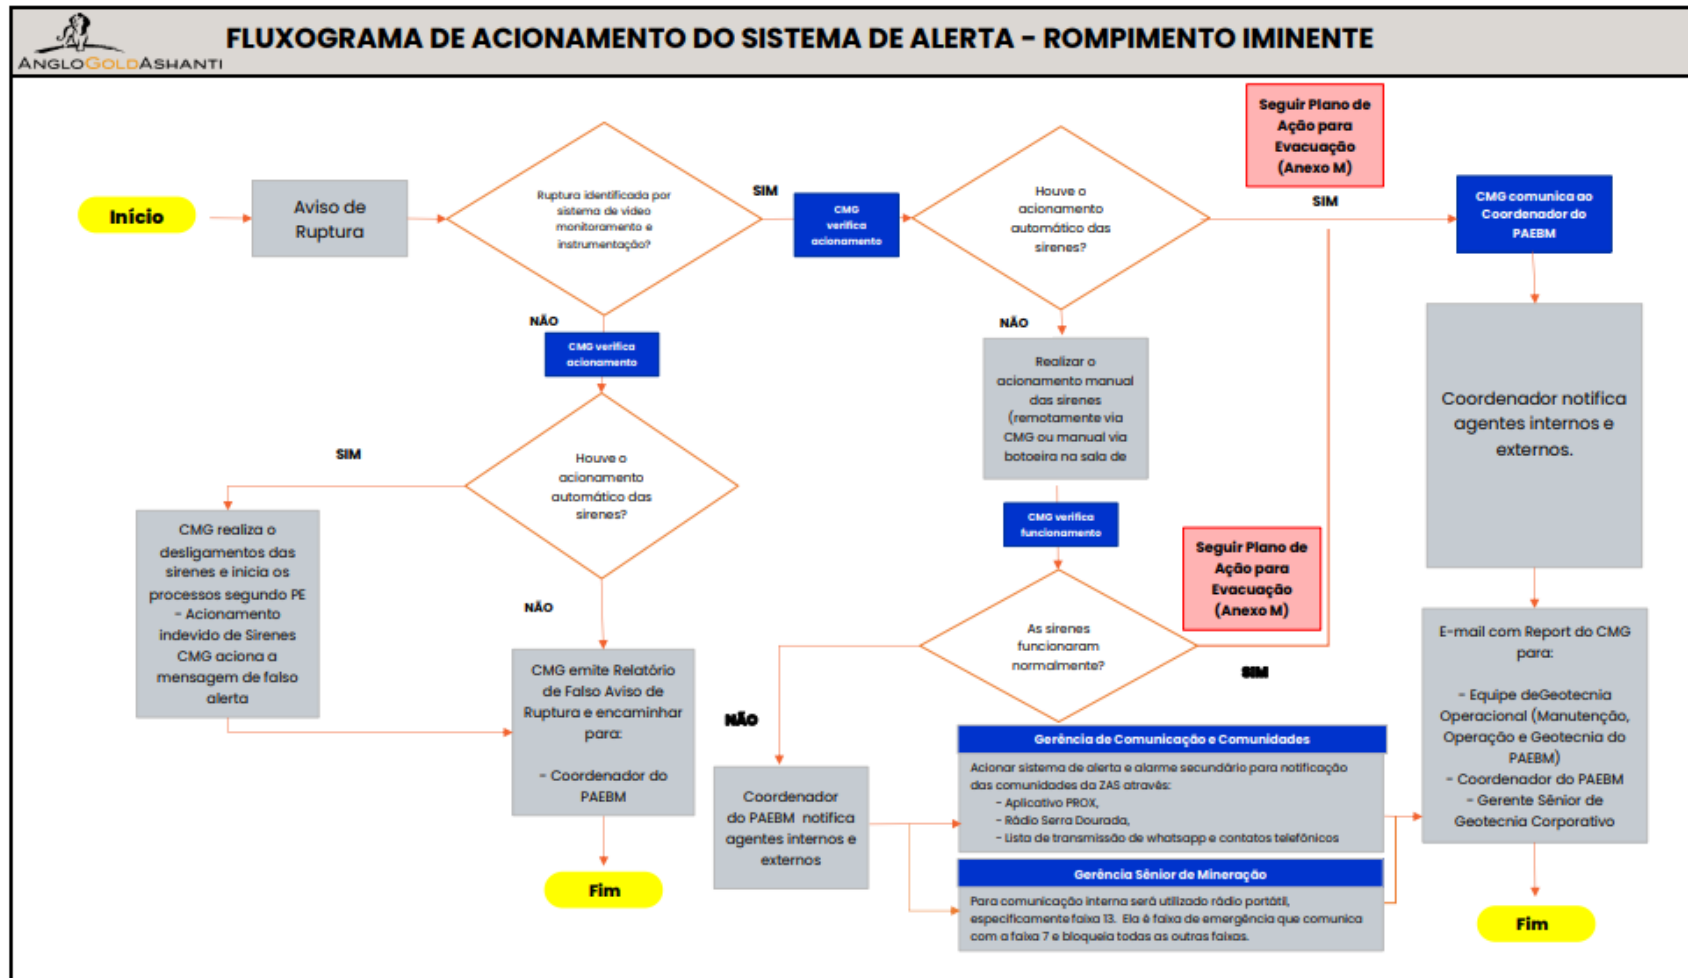 ANGLOGOLDASHANTI
FLUXOGRAMA DE ACIONAMENTO DO SISTEMA DE ALERTA - ROMPIMENTO IMINENTE
Início
Aviso de
Ruptura
Ruptura identificada por
sistema de vídeo
monitoramento e
instrumentação?
SIM
CMG
verifica
acionamento
Houve o
acionamento
automático das
sirenes?
Seguir Plano de
Ação para
Evacuação
(Anexo M)
SIM
CMG comunica ao
Coordenador do
PAEBM
NÃO
CMG verifica
acionamento
Houve o
acionamento
automático das
sirenes?
SIM
CMG realiza o
desligamentos das
sirenes e inicia os
processos segundo PE
- Acionamento
indevido de Sirenes
CMG aciona a
mensagem de falso
alerta
NÃO
CMG emite Relatório
de Falso Aviso de
Ruptura e encaminhar
para:
- Coordenador do
PAEBM
Fim
NÃO
Realizar o
acionamento manual
das sirenes
(remotamente via
CMG ou manual via
botoeira na sala de
CMG verifica
funcionamento
As sirenes
funcionaram
normalmente?
Seguir Plano de
Ação para
Evacuação
(Anexo M)
SIM
NÃO
Coordenador
do PAEBM notifica
agentes internos e
externos
Gerência de Comunicação e Comunidades
Acionar sistema de alerta e alarme secundário para notificação
das comunidades da ZAS através:
- Aplicativo PROX,
- Rádio Serra Dourada,
- Lista de transmissão de whatsapp e contatos telefônicos
Gerência Sênior de Mineração
Para comunicação interna será utilizado rádio portátil,
especificamente faixa 13. Ela é faixa de emergência que comunica
com a faixa 7 e bloqueia todas as outras faixas.
Coordenador notifica
agentes internos e
externos.
E-mail com Report do CMG
para:
- Equipe deGeotecnia
Operacional (Manutenção,
Operação e Geotecnia do
PAEBM)
- Coordenador do PAEBM
- Gerente Sênior de
Geotecnia Corporativo
Fim